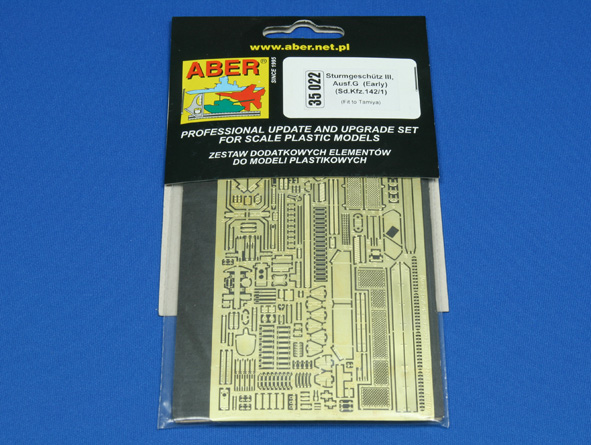 www.aber.net.pl
ABER®
SINCE 1995
35 022
Sturmgeschütz III,
Ausf.G (Early)
(Sd.Kfz.142/1)
(Fit to Tamiya)
PROFESSIONAL UPDATE AND UPGRADE SET
FOR SCALE PLASTIC MODELS
ZESTAW DODATKOWYCH ELEMENTÓW
DO MODELI PLASTIKOWYCH